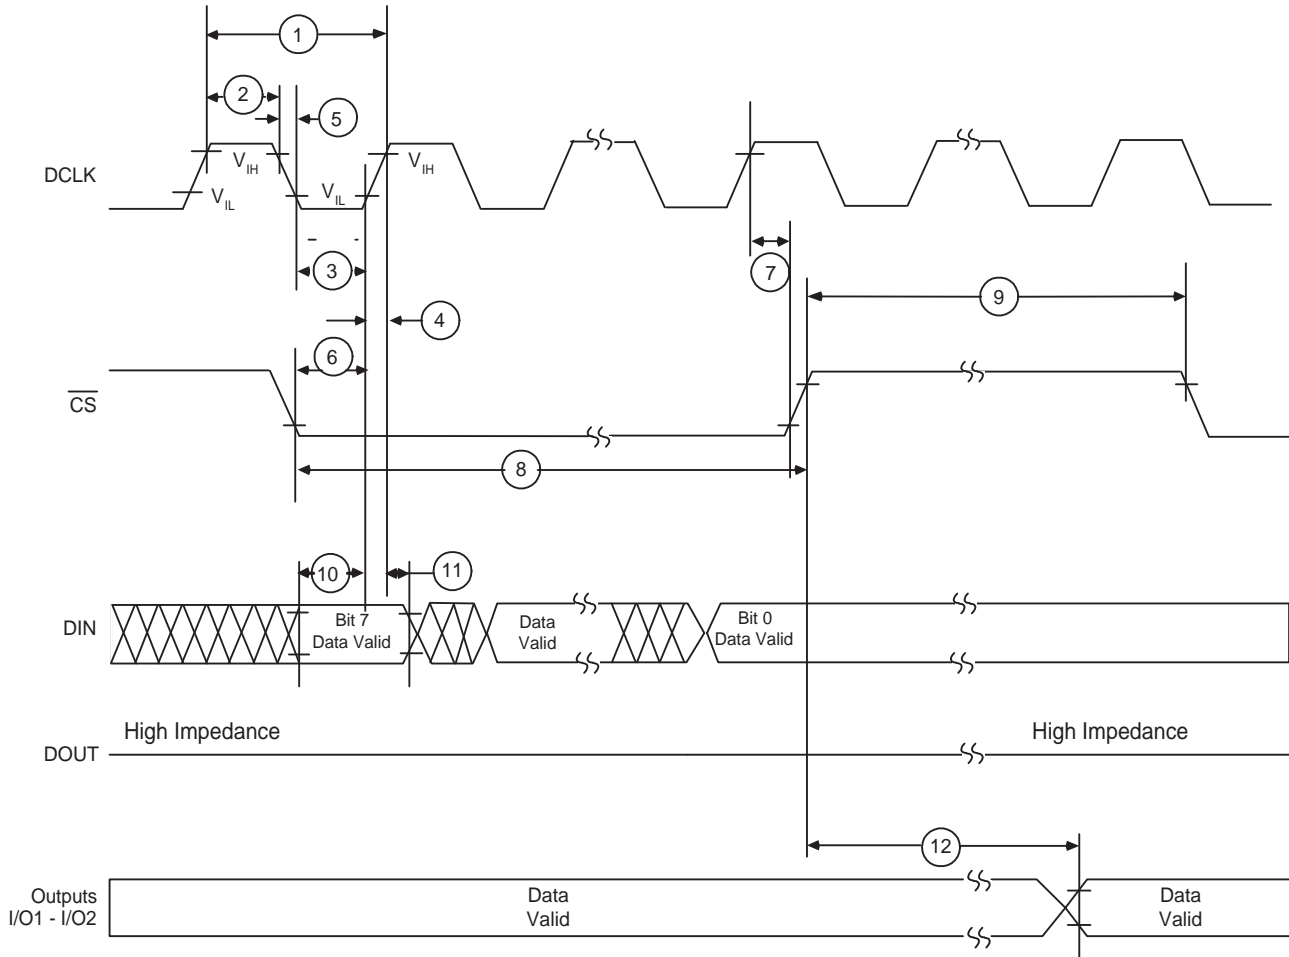 1
2
5
DCLK
V IH
V IL
V IL
V IH
3
7
4
9
6
CS
8
10
11
DIN
Bit 7
Data Valid
Data
Valid
Bit 0
Data Valid
High Impedance
High Impedance
DOUT
12
Outputs
I/O1 - I/O2
Data
Valid
Data
Valid